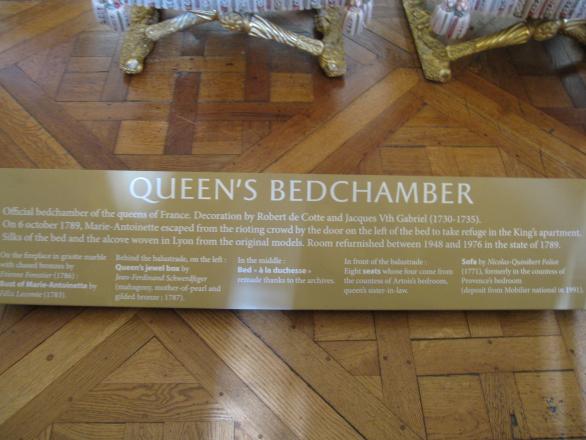 QUEEN'S BEDCHAMBER
Official bedchamber of the queens of France. Decoration by Robert de Cotte and Jacques Vth Gabriel (1730-1735).
On 6 october 1789, Marie-Antoinette escaped from the rioting crowd by the door on the left of the bed to take refuge in the King's apartment.
Silks of the bed and the alcove woven in Lyon from the original models. Room refurnished between 1948 and 1976 in the state of 1789.
On the fireplace in griotte marble
with chased bronzes by
Etienne Forestier (1786) :
Bust of Marie-Antoinette by
Félix Lecomte (1783).
Behind the balustrade, on the left :
Queen's jewel box by
Jean-Ferdinand Schwerdfeger
(mahogany, mother-of-pearl and
gilded bronze : 1787).
In the middle :
Bed « à la duchesse »
remade thanks to the archives.
In front of the balustrade :
Eight seats whose four come from
the countess of Artois's bedroom,
queen's sister-in-law.
Sofa by Nicolas-Quinibert Foliot
(1771), formerly in the countess of
Provence's bedroom
(deposit from Mobilier national in 1991).